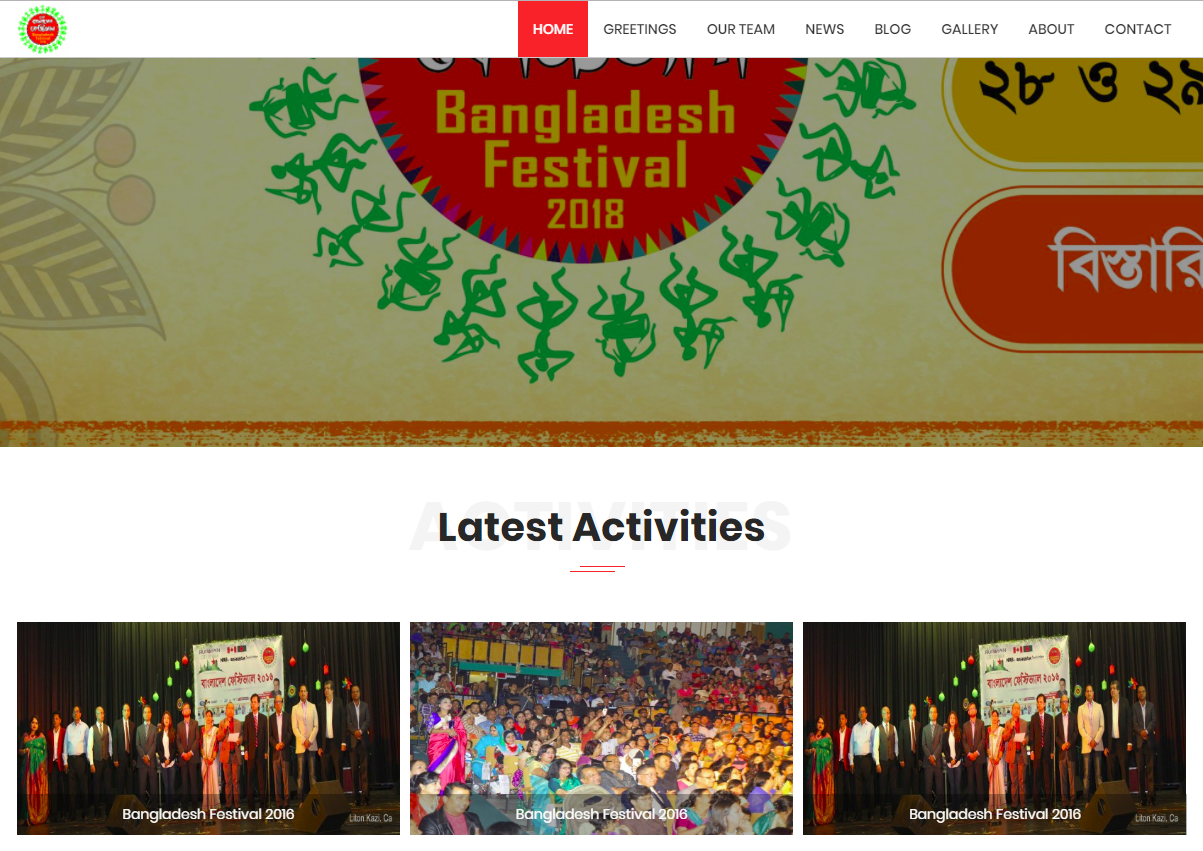 HOME GREETINGS OUR TEAM NEWS BLOG GALLERY ABOUT CONTACT
Bangladesh
Festival
2018
২৮ ও ২৯
বিস্তারি
ACTIVITIES
Latest Activities
বাংলাদেশ ফেস্টিভ্যাল ২০১৬
Bangladesh Festival 2016
Liton Kazi, Ca
Bangladesh Festival 2016
বাংলাদেশ ফেস্টিভ্যাল ২০১৬
Bangladesh Festival 2016
Liton Kazi, Ca